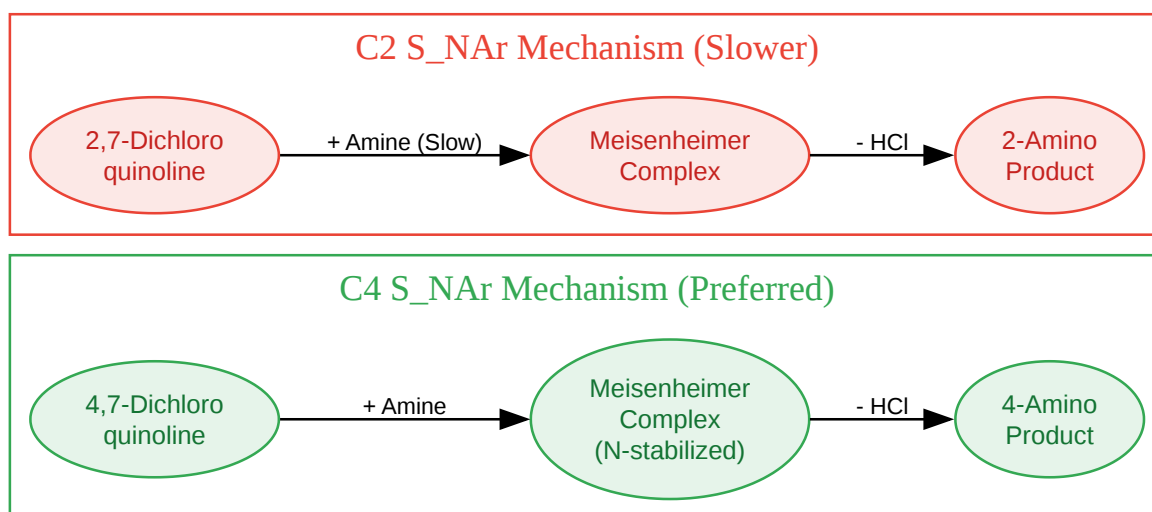 C2 S_NAr Mechanism (Slower)
2,7-Dichloro
quinoline
+ Amine (Slow)
Meisenheimer
Complex
- HCl
2-Amino
Product
C4 S_NAr Mechanism (Preferred)
4,7-Dichloro
quinoline
+ Amine
Meisenheimer
Complex
(N-stabilized)
- HCl
4-Amino
Product